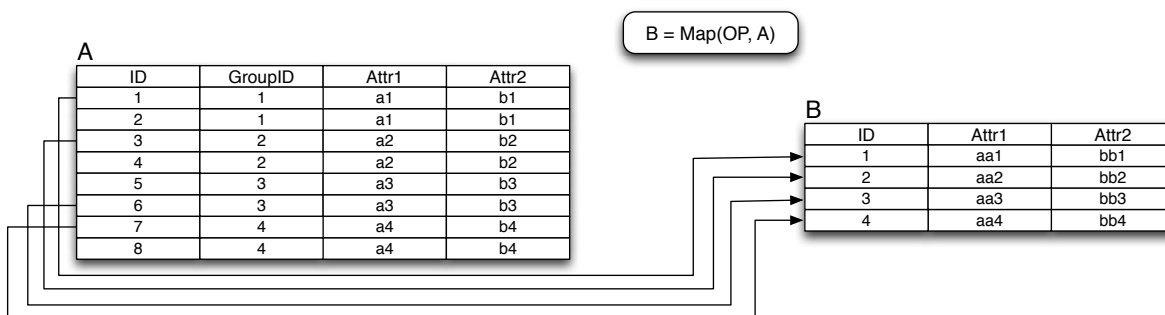 B = Map(OP, A)
A
ID GroupID Attr1 Attr2
1 1 a1 b1
2 1 a1 b1
3 2 a2 b2
4 2 a2 b2
5 3 a3 b3
6 3 a3 b3
7 4 a4 b4
8 4 a4 b4
B
ID Attr1 Attr2
1 aa1 bb1
2 aa2 bb2
3 aa3 bb3
4 aa4 bb4